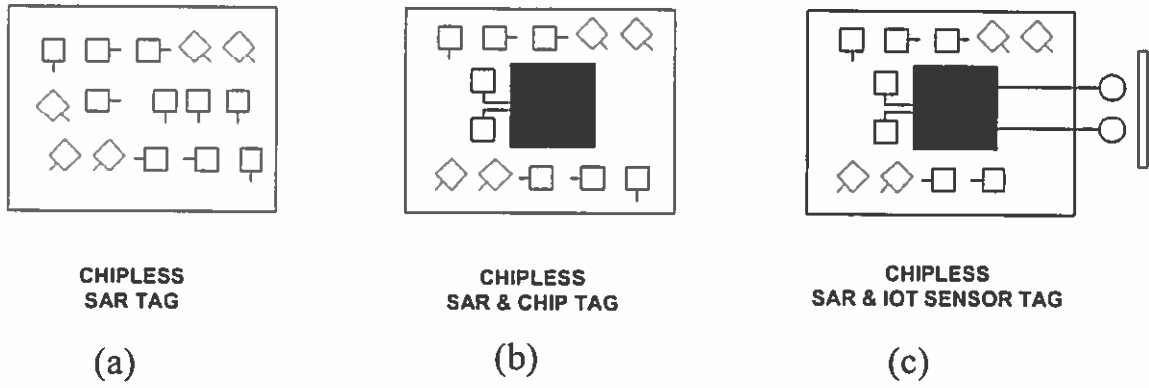 CHIPLESS
SAR TAG
(a)
CHIPLESS
SAR & CHIP TAG
(b)
CHIPLESS
SAR & IOT SENSOR TAG
(c)